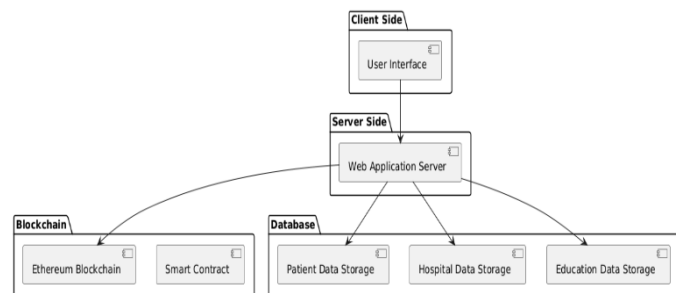 Client Side
User Interface
Server Side
Web Application Server
Blockchain
Database
Ethereum Blockchain
Smart Contract
Patient Data Storage
Hospital Data Storage
Education Data Storage